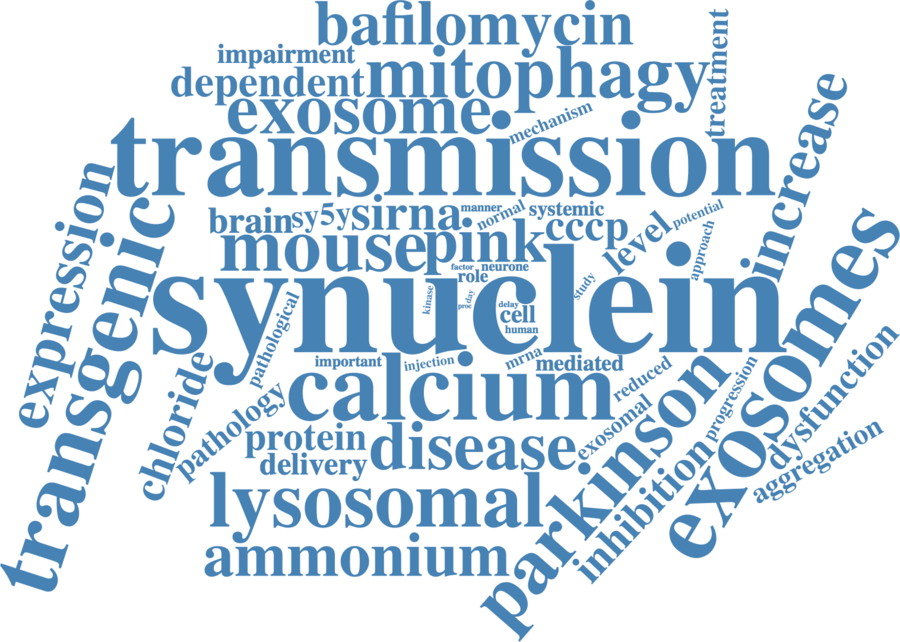 bafilomycin
impairment
treatment
dependent
mitophagy
exosome
mechanism
increase
transmission
expression
transgenic
brain
sy5y
sirna
manner
normal
systemic
cccp
level
potential
approach
mouse
pink
factor
neurone
role
study
synuclein
kinase
day
proc
delay
cell
human
pathological
exosomes
important
injection
mrna
mediated
chloride
calcium
reduced
parkinson
progression
dysfunction
pathology
protein
disease
exosomal
delivery
inhibition
aggregation
lysosomal
ammonium